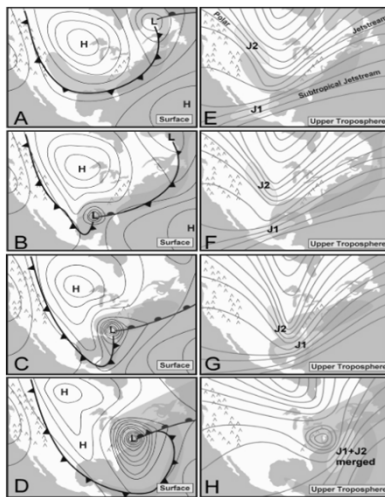 H
L
H
A
Surface
Polar
Jetstream
J2
Subtropical Jetstream
J1
E
Upper Troposphere
H
L
L
H
B
Surface
J2
J1
F
Upper Troposphere
H
L
C
Surface
J2
J1
G
Upper Troposphere
H
H
L
D
Surface
J1+J2
merged
H
Upper Troposphere